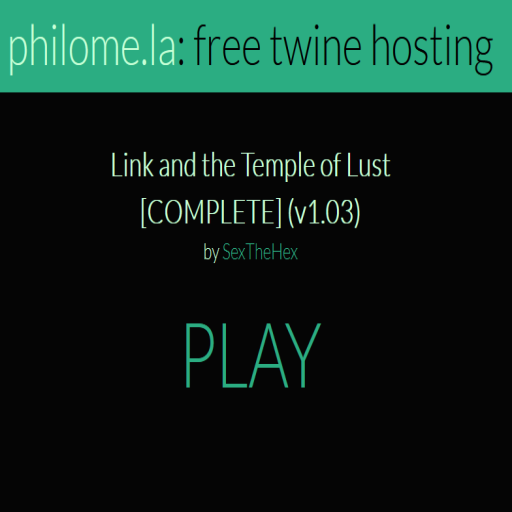 philome.la: free twine hosting
Link and the Temple of Lust
[COMPLETE] (v1.03)
by SexTheHex
PLAY